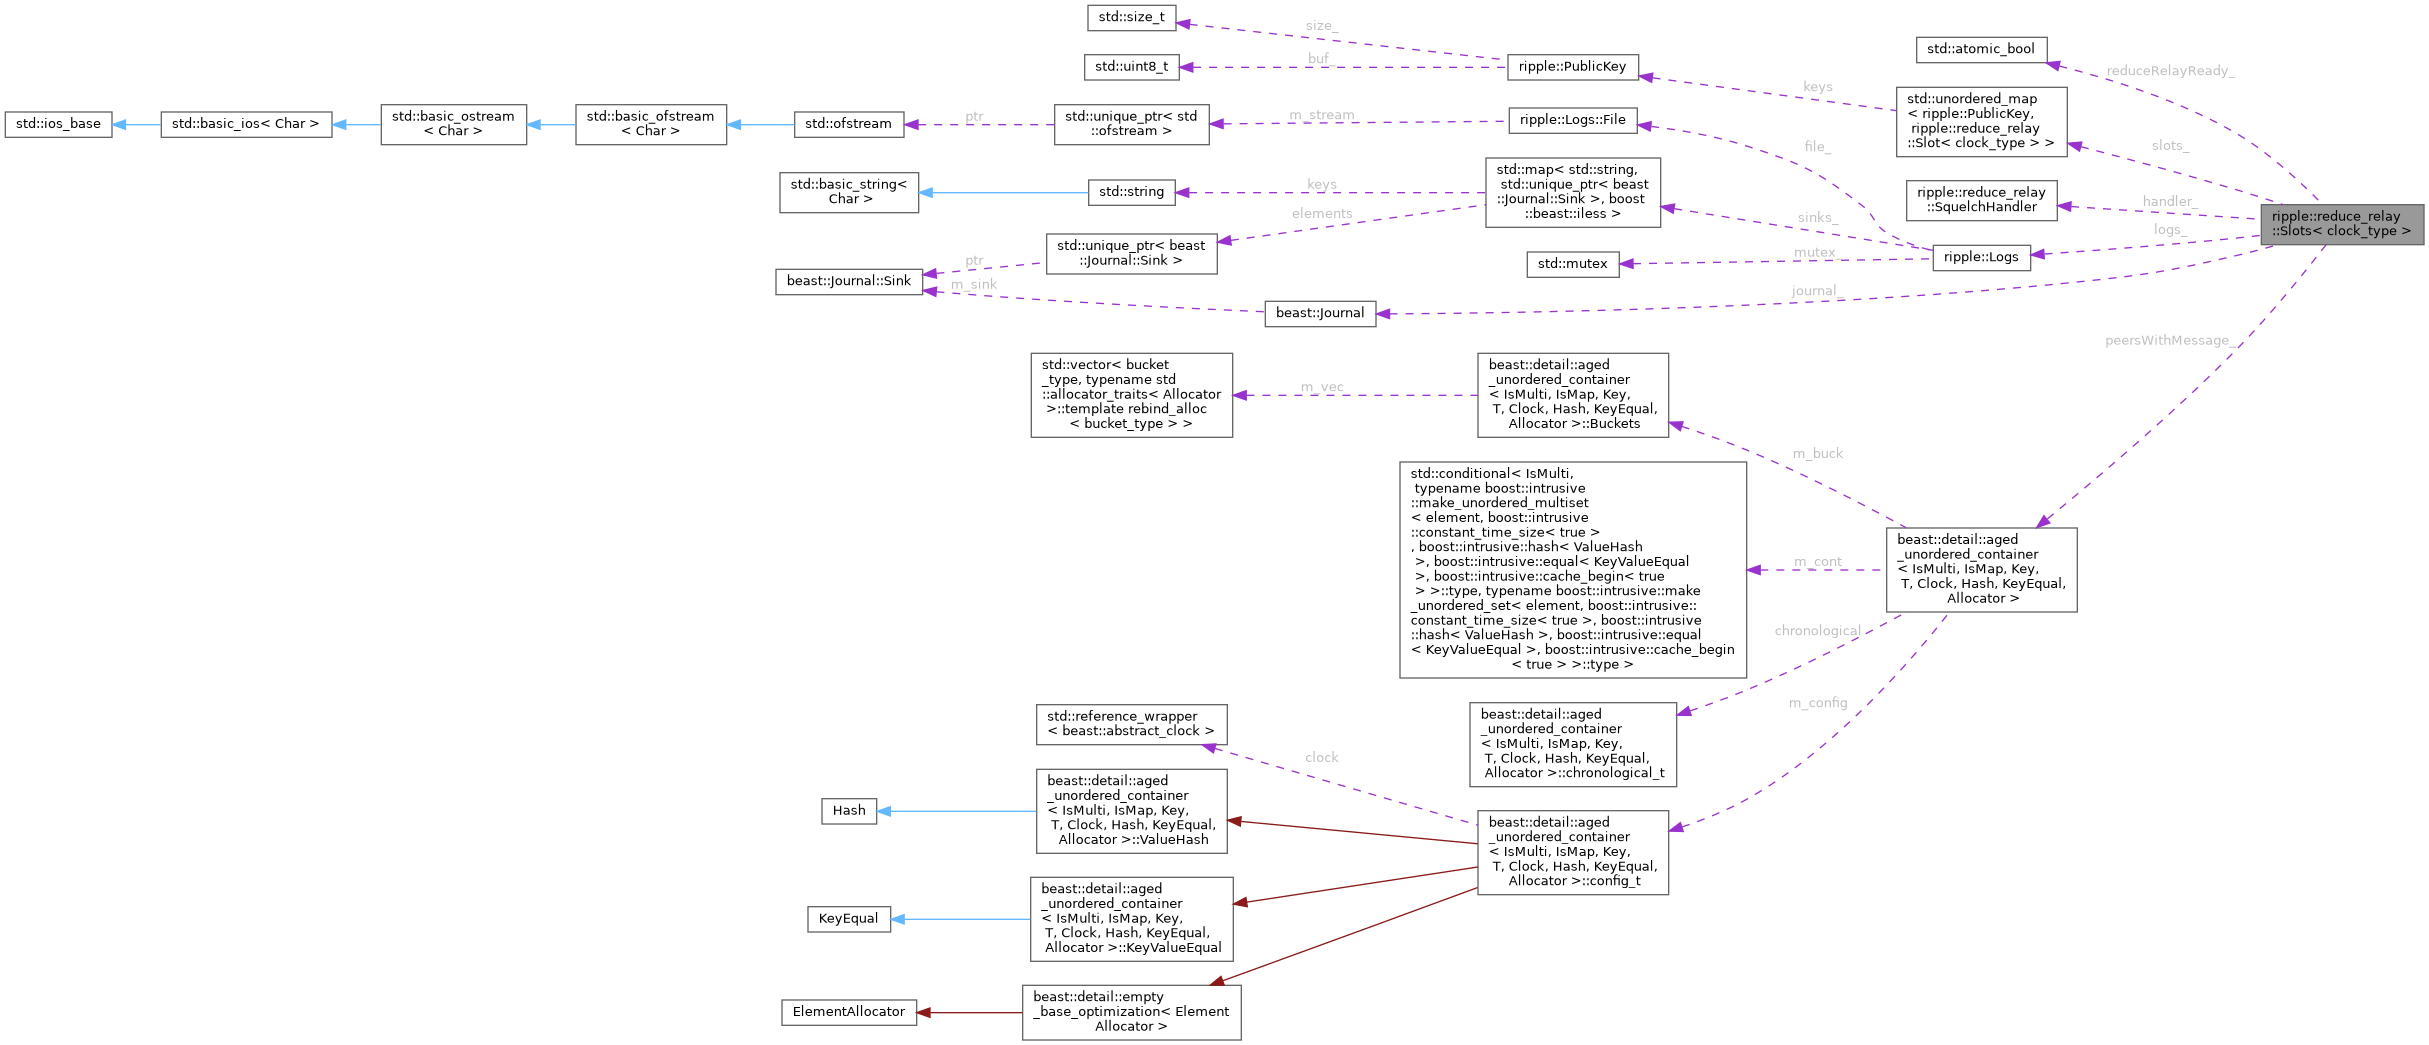 std::size_t
size_
std::atomic_bool
std::uint8_t
buf_
ripple::PublicKey
reduceRelayReady_
keys
std::unordered_map
< ripple::PublicKey,
ripple::reduce_relay
::Slot< clock_type > >
std::ios_base
std::basic_ios< Char >
std::basic_ostream
< Char >
std::basic_ofstream
< Char >
std::ofstream
ptr
std::unique_ptr< std
::ofstream >
m_stream
ripple::Logs::File
file_
slots_
std::basic_string<
Char >
std::string
keys
elements
std::map< std::string,
std::unique_ptr< beast
::Journal::Sink >, boost
::beast::iless >
sinks_
ripple::reduce_relay
::SquelchHandler
handler_
logs_
ripple::reduce_relay
::Slots< clock_type >
std::unique_ptr< beast
::Journal::Sink >
ptr
beast::Journal::Sink
m_sink
std::mutex
mutex_
ripple::Logs
beast::Journal
journal_
peersWithMessage_
std::vector< bucket
_type, typename std
::allocator_traits< Allocator
>::template rebind_alloc
< bucket_type > >
m_vec
beast::detail::aged
_unordered_container
< IsMulti, IsMap, Key,
T, Clock, Hash, KeyEqual,
Allocator >::Buckets
m_buck
std::conditional< IsMulti,
typename boost::intrusive
::make_unordered_multiset
< element, boost::intrusive
::constant_time_size< true >
, boost::intrusive::hash< ValueHash
>, boost::intrusive::equal< KeyValueEqual
>, boost::intrusive::cache_begin< true
> >::type, typename boost::intrusive::make
_unordered_set< element, boost::intrusive::
constant_time_size< true >, boost::intrusive
::hash< ValueHash >, boost::intrusive::equal
< KeyValueEqual >, boost::intrusive::cache_begin
< true > >::type >
m_cont
beast::detail::aged
_unordered_container
< IsMulti, IsMap, Key,
T, Clock, Hash, KeyEqual,
Allocator >
chronological
m_config
std::reference_wrapper
< beast::abstract_clock >
clock
beast::detail::aged
_unordered_container
< IsMulti, IsMap, Key,
T, Clock, Hash, KeyEqual,
Allocator >::chronological_t
Hash
beast::detail::aged
_unordered_container
< IsMulti, IsMap, Key,
T, Clock, Hash, KeyEqual,
Allocator >::ValueHash
beast::detail::aged
_unordered_container
< IsMulti, IsMap, Key,
T, Clock, Hash, KeyEqual,
Allocator >::config_t
KeyEqual
beast::detail::aged
_unordered_container
< IsMulti, IsMap, Key,
T, Clock, Hash, KeyEqual,
Allocator >::KeyValueEqual
ElementAllocator
beast::detail::empty
_base_optimization< Element
Allocator >